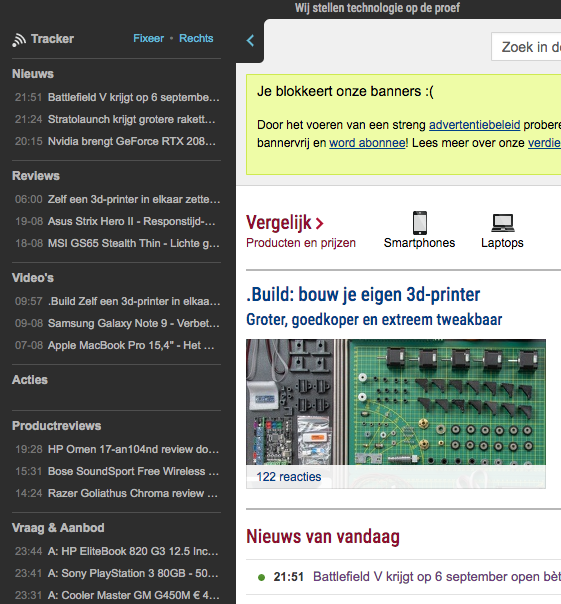 Wij stellen technologie op de proef
Tracker
Fixeer • Rechts
Nieuws
21:51 Battlefield V krijgt op 6 septembe...
21:24 Stratolaunch krijgt grotere rakett...
20:15 Nvidia brengt GeForce RTX 208...
Reviews
06:00 Zelf een 3d-printer in elkaar zette...
19-08 Asus Strix Hero II - Responstijd-...
18-08 MSI GS65 Stealth Thin - Lichte g...
Video's
09:57 .Build Zelf een 3d-printer in elkaa...
09-08 Samsung Galaxy Note 9 - Verbet...
07-08 Apple MacBook Pro 15,4" - Het ...
Acties
Productreviews
19:28 HP Omen 17-an104nd review do...
15:31 Bose SoundSport Free Wireless ...
14:24 Razer Goliathus Chroma review ...
Vraag & Aanbod
23:44 A: HP EliteBook 820 G3 12.5 Inc...
23:41 A: Sony PlayStation 3 80GB - 50...
23:31 A: Cooler Master GM G450M € 4...
Zoek in de
Je blokkeert onze banners :(
Door het voeren van een streng advertentiebeleid probere
bannervrij en word abonnee! Lees meer over onze verdie
Vergelijk
Producten en prijzen
Smartphones
Laptops
.Build: bouw je eigen 3d-printer
Groter, goedkoper en extreem tweakbaar
122 reacties
Nieuws van vandaag
21:51 Battlefield V krijgt op 6 september open bèt